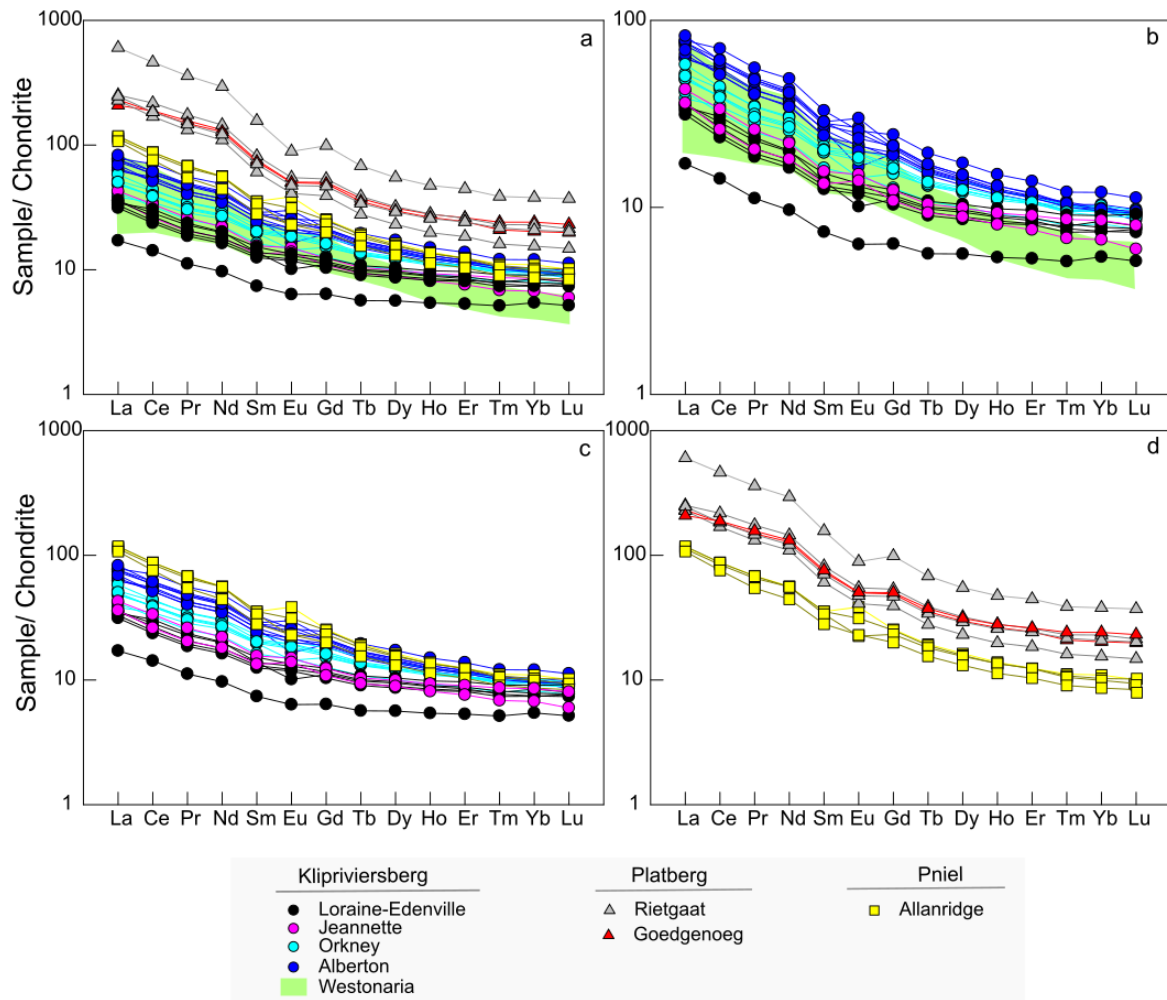 1000
100
10
1
Sample/ Chondrite
a
La Ce Pr Nd Sm Eu Gd Tb Dy Ho Er Tm Yb Lu
100
10
1
b
La Ce Pr Nd Sm Eu Gd Tb Dy Ho Er Tm Yb Lu
1000
100
10
1
Sample/ Chondrite
c
La Ce Pr Nd Sm Eu Gd Tb Dy Ho Er Tm Yb Lu
1000
100
10
1
d
La Ce Pr Nd Sm Eu Gd Tb Dy Ho Er Tm Yb Lu
Klipriviersberg
Loraine-Edenville
Jeannette
Orkney
Alberton
Westonaria
Platberg
Rietgaat
Goedgenoeg
Pniel
Allanridge